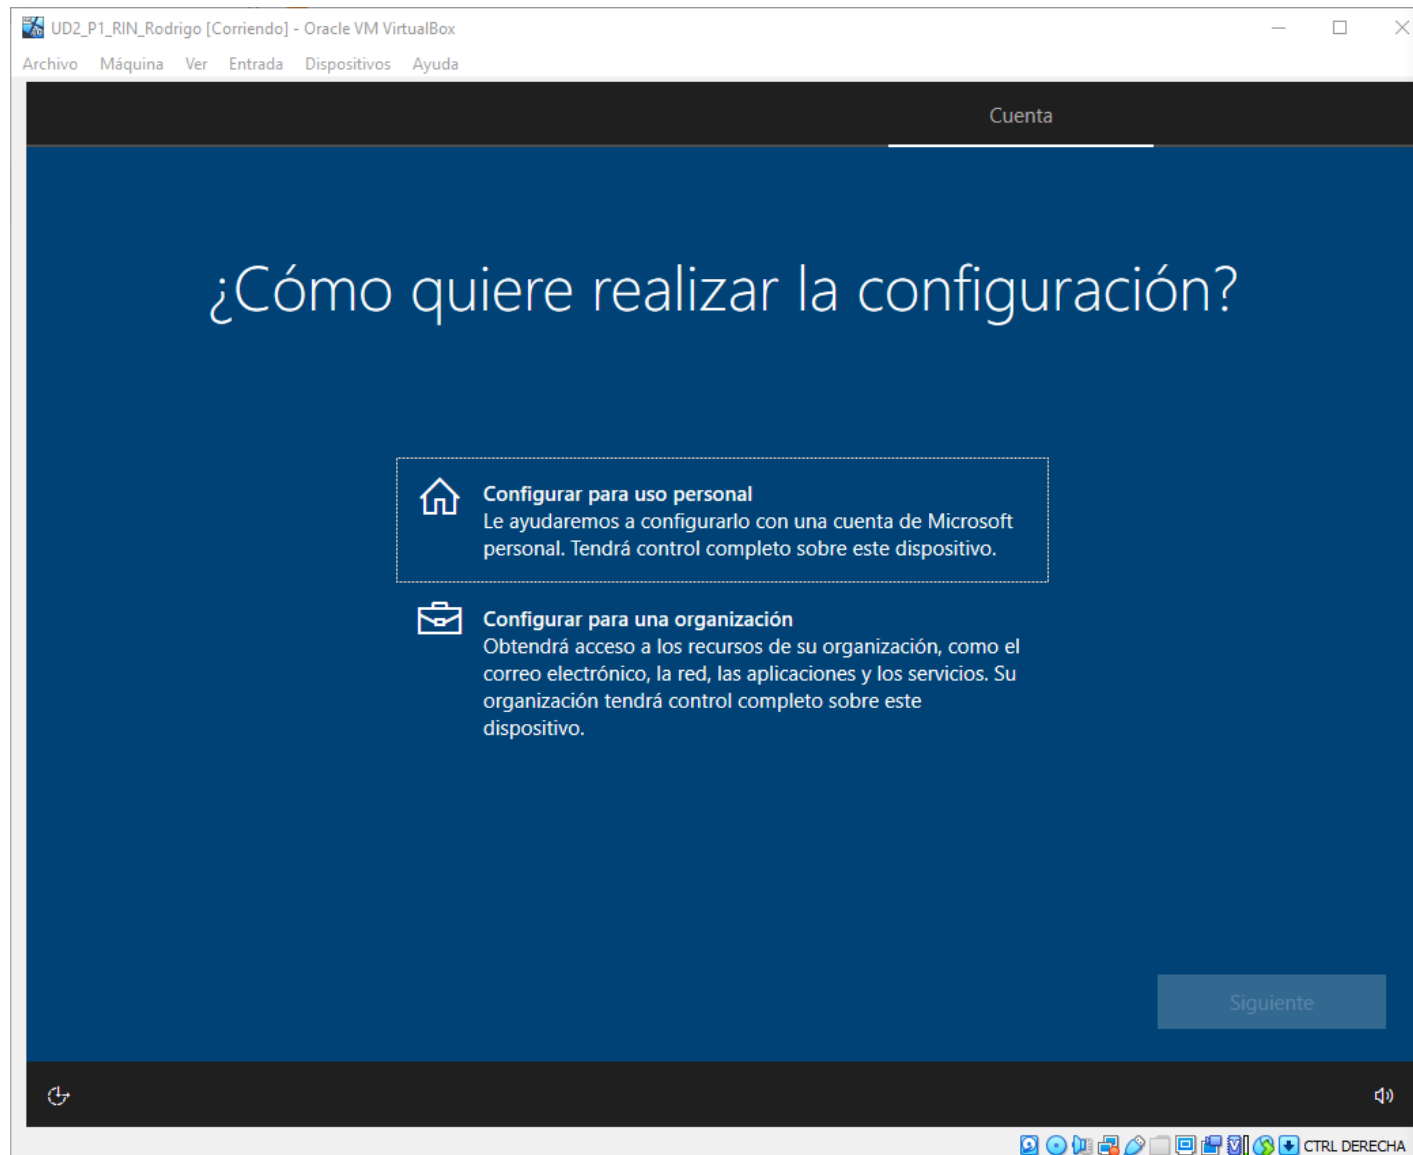 UD2_P1_RIN_Rodrigo [Corriendo] - Oracle VM VirtualBox
Archivo Máquina Ver Entrada Dispositivos Ayuda
Cuenta
¿Cómo quiere realizar la configuración?
Configurar para uso personal
Le ayudaremos a configurarlo con una cuenta de Microsoft
personal. Tendrá control completo sobre este dispositivo.
Configurar para una organización
Obtendrá acceso a los recursos de su organización, como el
correo electrónico, la red, las aplicaciones y los servicios. Su
organización tendrá control completo sobre este
dispositivo.
Siguiente
CTRL DERECHA